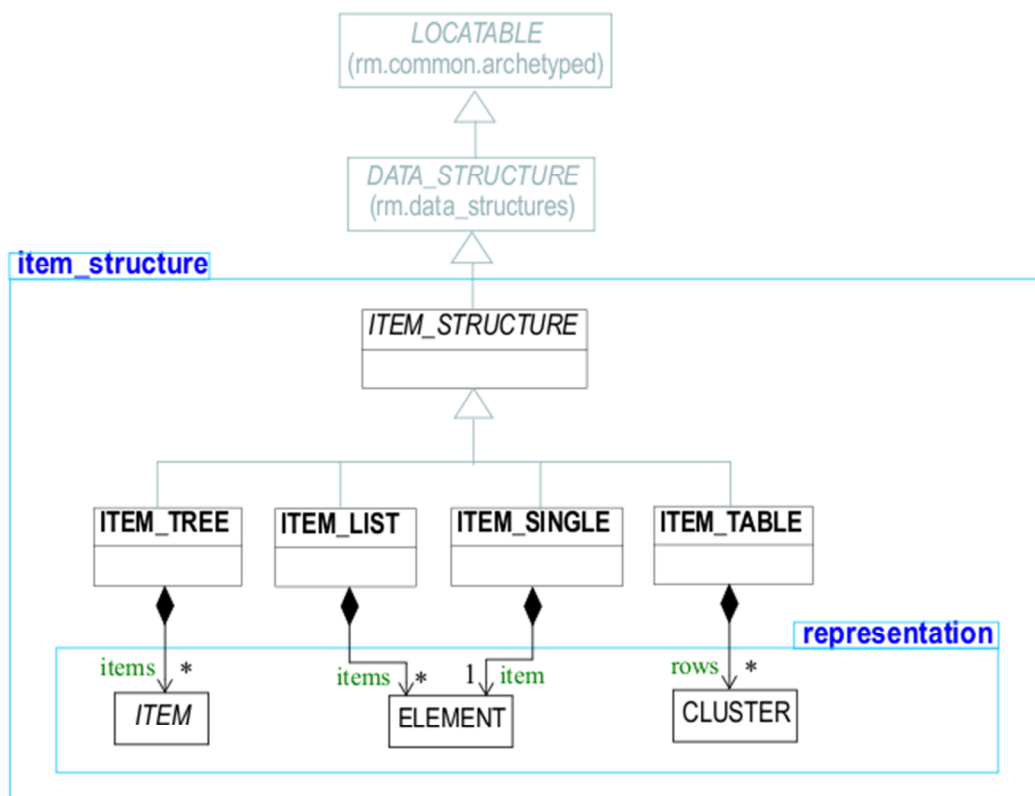 LOCATABLE
(rm.common.archetyped)
DATA_STRUCTURE
(rm.data_structures)
item_structure
ITEM_STRUCTURE
ITEM_TREE
ITEM_LIST
ITEM_SINGLE
ITEM_TABLE
representation
items *
items *
1 item
rows *
ITEM
ELEMENT
CLUSTER